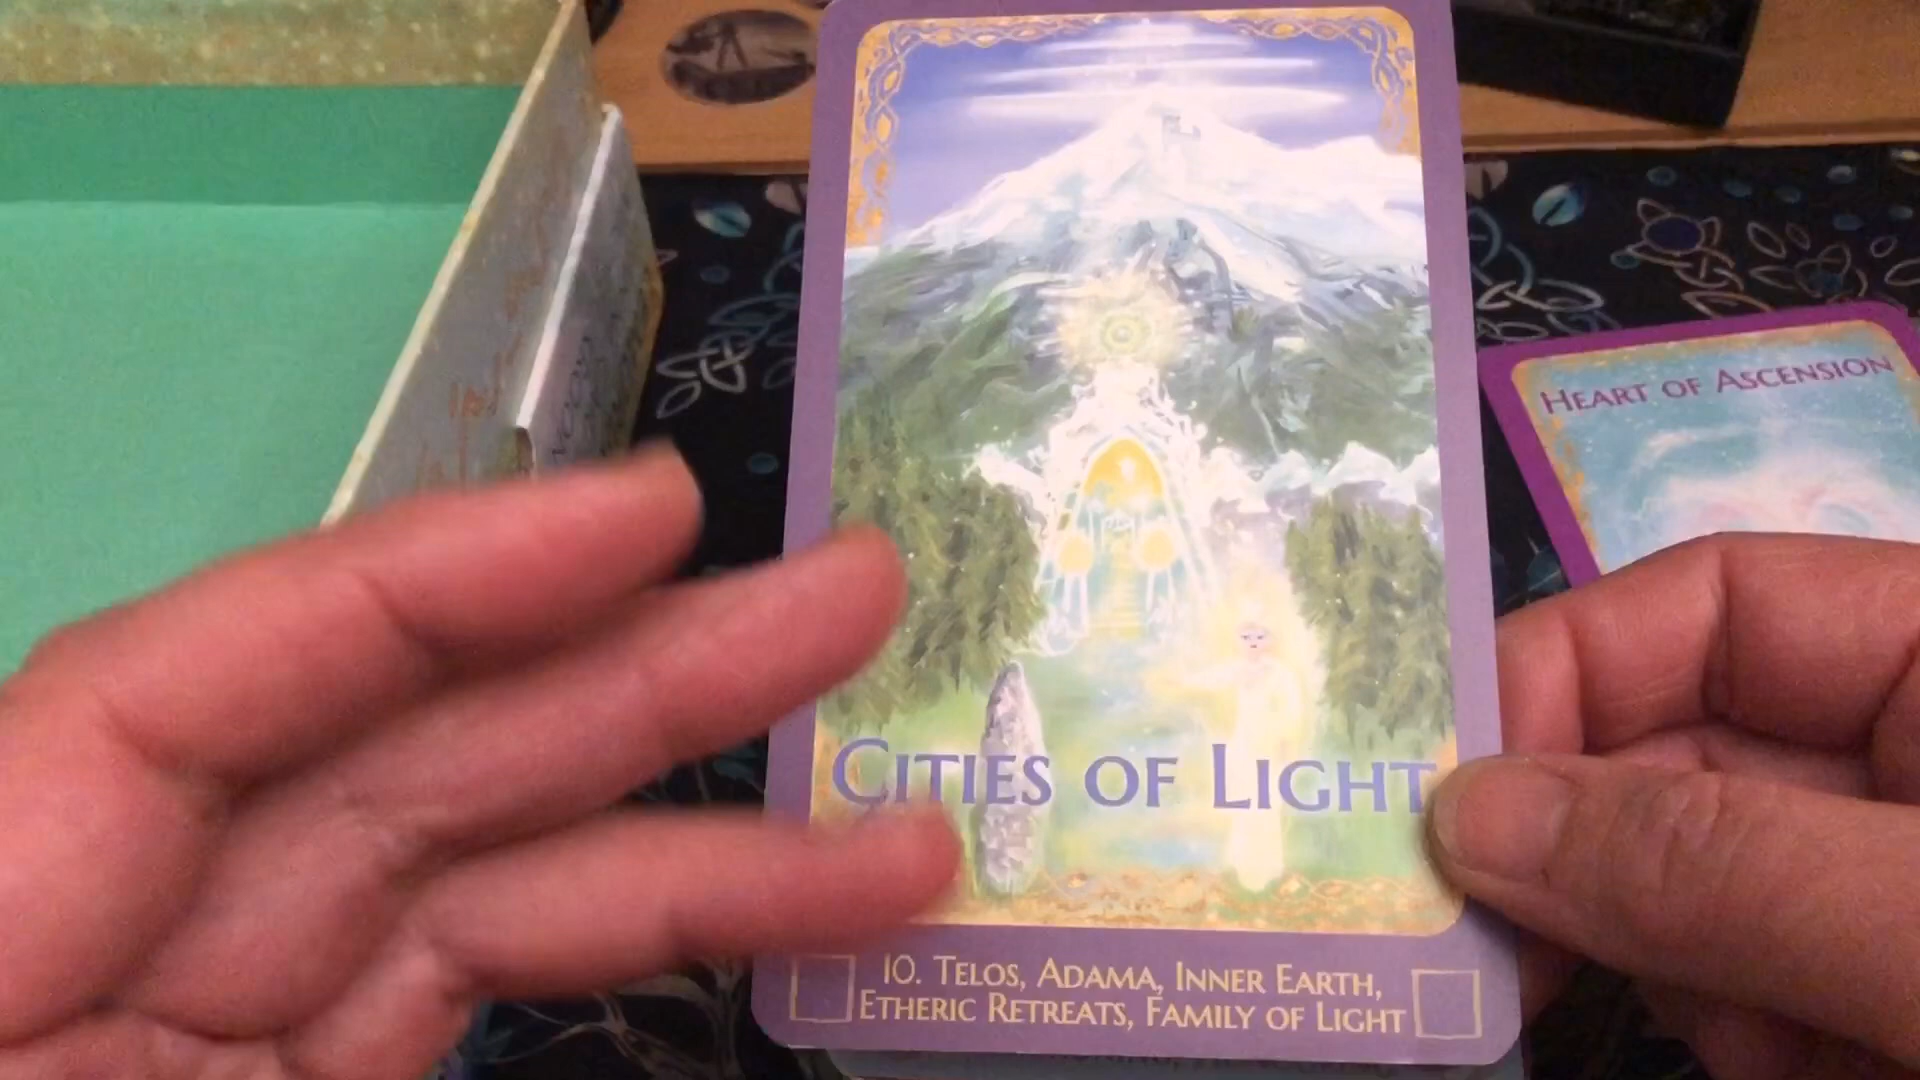 Cities of Light
10. Telos, Adama, Inner Earth,
Etheric Retreats, Family of Light
Heart of Ascension